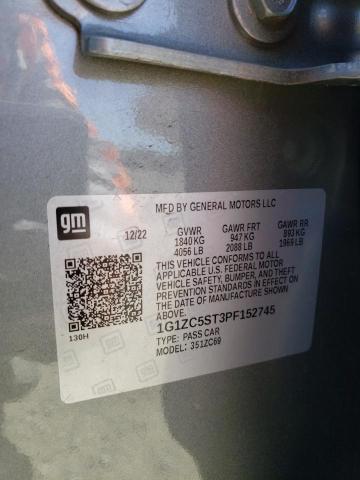 gm
MFD BY GENERAL MOTORS LLC
12/22
GVWR GAWR FRT GAWR RR
1840 KG 947 KG 893 KG
4056 LB 2088 LB 1969 LB
THIS VEHICLE CONFORMS TO ALL
APPLICABLE U.S. FEDERAL MOTOR
VEHICLE SAFETY, BUMPER, AND THEFT
PREVENTION STANDARDS IN EFFECT ON
THE DATE OF MANUFACTURE SHOWN
ABOVE.
1G1ZC5ST3PF152745
TYPE: PASS CAR
MODEL: 351ZC69
130H